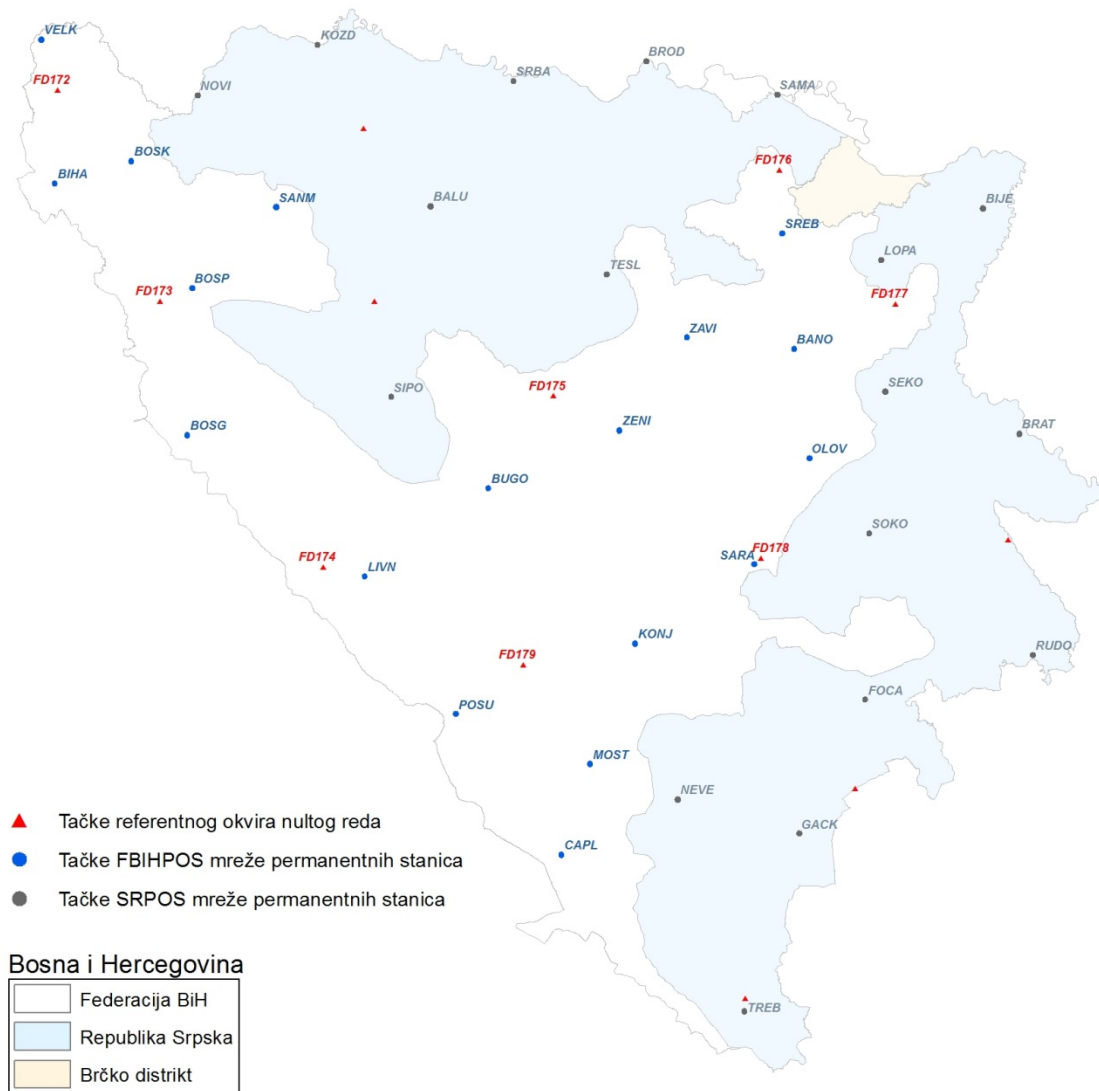 VELK
KOZD
FD172
NOVI
SRBA
BROD
SAMA
BOSK
BIHA
FD176
SANM
BALU
SREB
BIJE
LOPA
TESL
BOSP
FD173
FD177
ZAVI
BANO
FD175
SIPO
SEKO
BOSG
ZENI
BRAT
OLOV
BUGO
SOKO
FD174
LIVN
SARA
FD178
KONJ
FD179
RUDO
FOCA
POSU
MOST
NEVE
GACK
CAPL
TREB
Tačke referentnog okvira nultog reda
Tačke FBIHPOS mreže permanentnih stanica
Tačke SRPOS mreže permanentnih stanica
Bosna i Hercegovina
Federacija BiH
Republika Srpska
Brčko distrikt